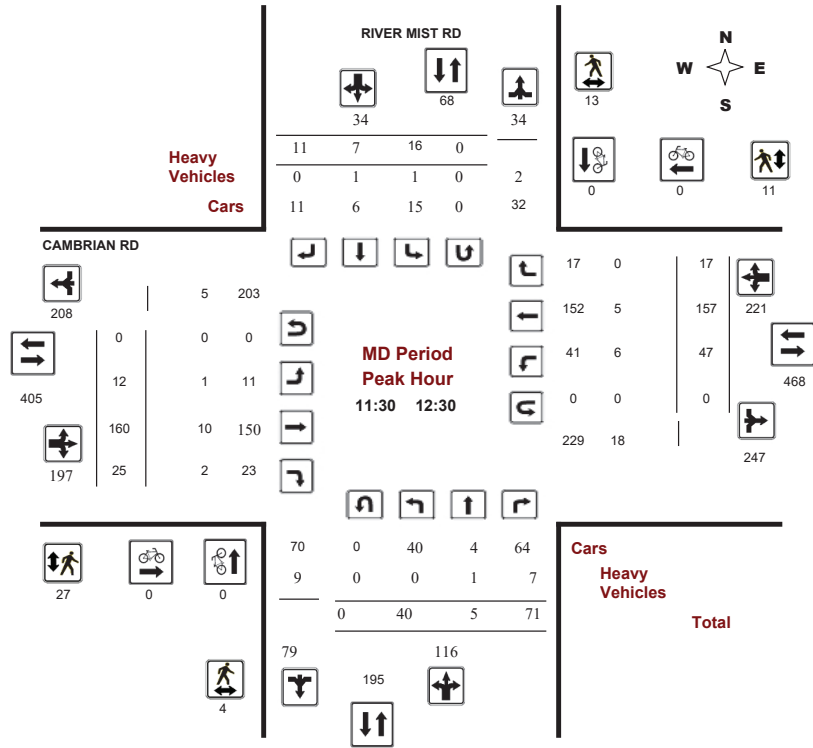 RIVER MIST RD
N
W E
S
68
13
34 34
11 7 16 0
Heavy
Vehicles
0 1 1 0 2
Cars
11 6 15 0 32
0 0 11
CAMBRIAN RD
208
5 203
17 0 17
221
0 0 0
152 5 157
MD Period
Peak Hour
11:30 12:30
405
12 1 11
41 6 47
468
160 10 150
0 0 0
197
25 2 23
229 18
247
70 0 40 4 64
Cars
9 0 0 1 7
Heavy
Vehicles
27 0 0
0 40 5 71
Total
79 116
195
4